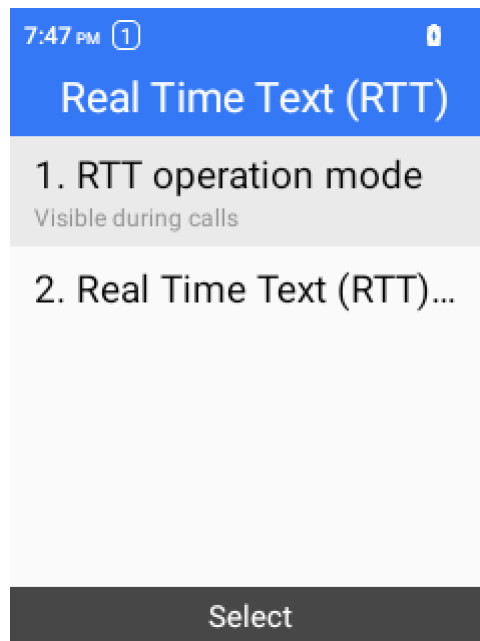 7:47 PM 1
Real Time Text (RTT)
1. RTT operation mode
Visible during calls
2. Real Time Text (RTT)...
Select